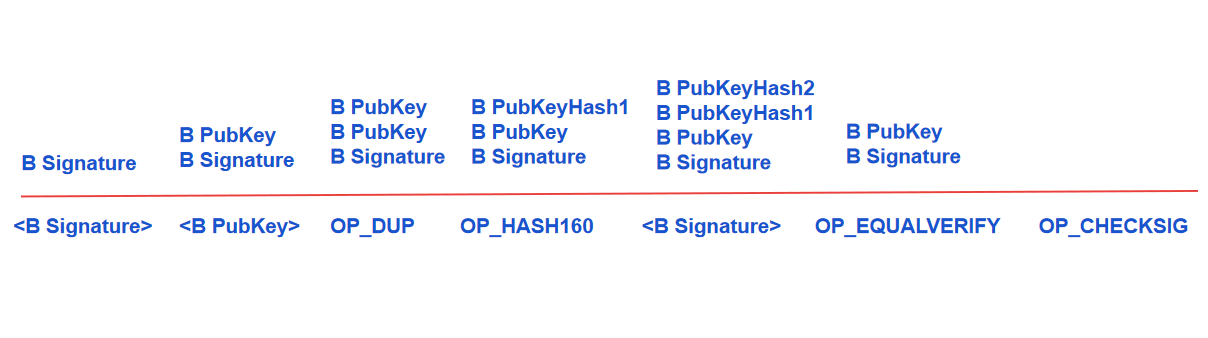 B Signature
B PubKey
B Signature
B PubKey
B PubKey
B Signature
B PubKeyHash1
B PubKey
B Signature
B PubKeyHash2
B PubKeyHash1
B PubKey
B Signature
B PubKey
B Signature
<B Signature>
<B PubKey>
OP_DUP
OP_HASH160
<B Signature>
OP_EQUALVERIFY
OP_CHECKSIG